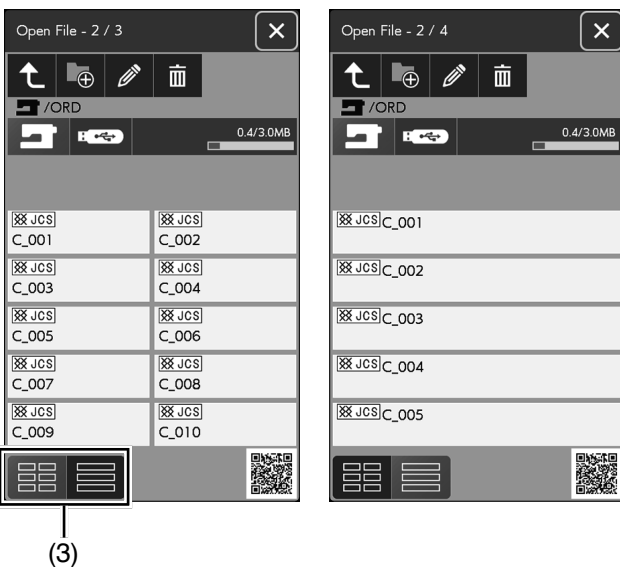 Open File - 2 / 3
/ORD
0.4/3.0MB
JCS
C_001
JCS
C_002
JCS
C_003
JCS
C_004
JCS
C_005
JCS
C_006
JCS
C_007
JCS
C_008
JCS
C_009
JCS
C_010
(3)
Open File - 2 / 4
/ORD
0.4/3.0MB
JCS C_001
JCS C_002
JCS C_003
JCS C_004
JCS C_005